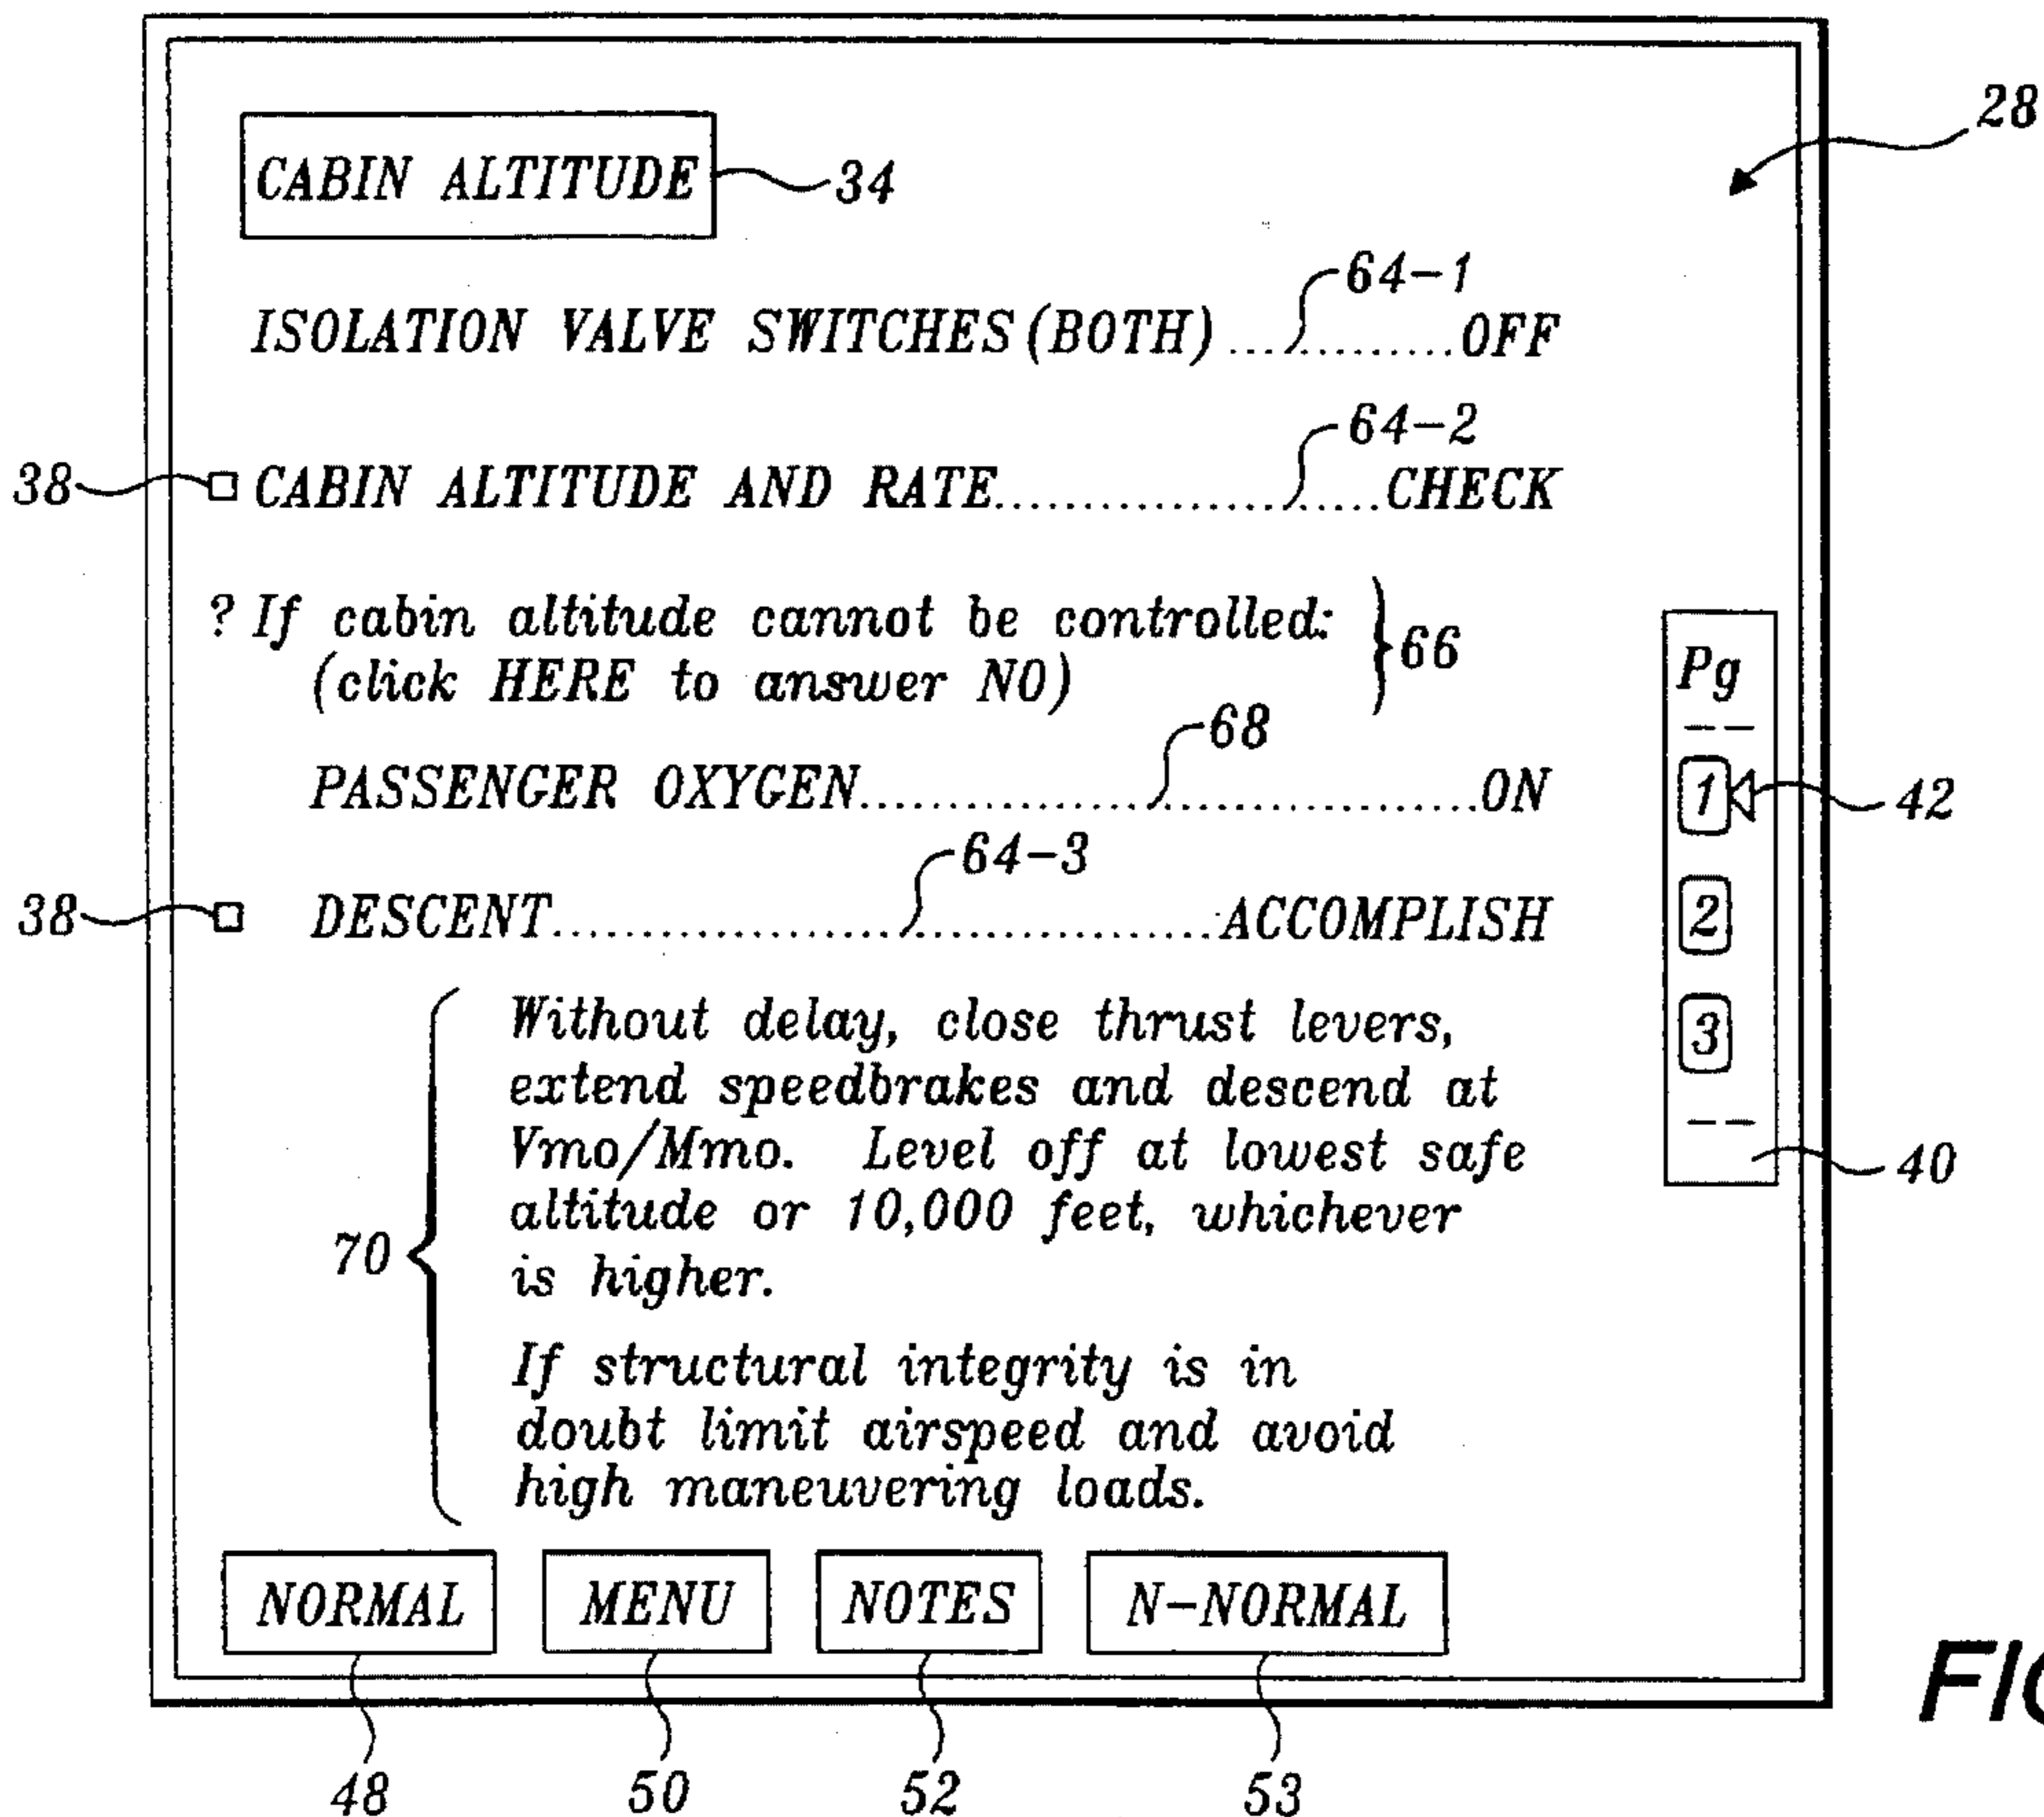 28
CABIN ALTITUDE 34
64-1
ISOLATION VALVE SWITCHES (BOTH)...............OFF
64-2
38 CABIN ALTITUDE AND RATE.....................CHECK
? If cabin altitude cannot be controlled:
(click HERE to answer NO)
66
68
PASSENGER OXYGEN...................................ON
64-3
38 DESCENT....................................ACCOMPLISH
Pg
1 42
2
3
40
70
Without delay, close thrust levers,
extend speedbrakes and descend at
Vmo/Mmo. Level off at lowest safe
altitude or 10,000 feet, whichever
is higher.
If structural integrity is in
doubt limit airspeed and avoid
high maneuvering loads.
NORMAL MENU NOTES N-NORMAL
48 50 52 53